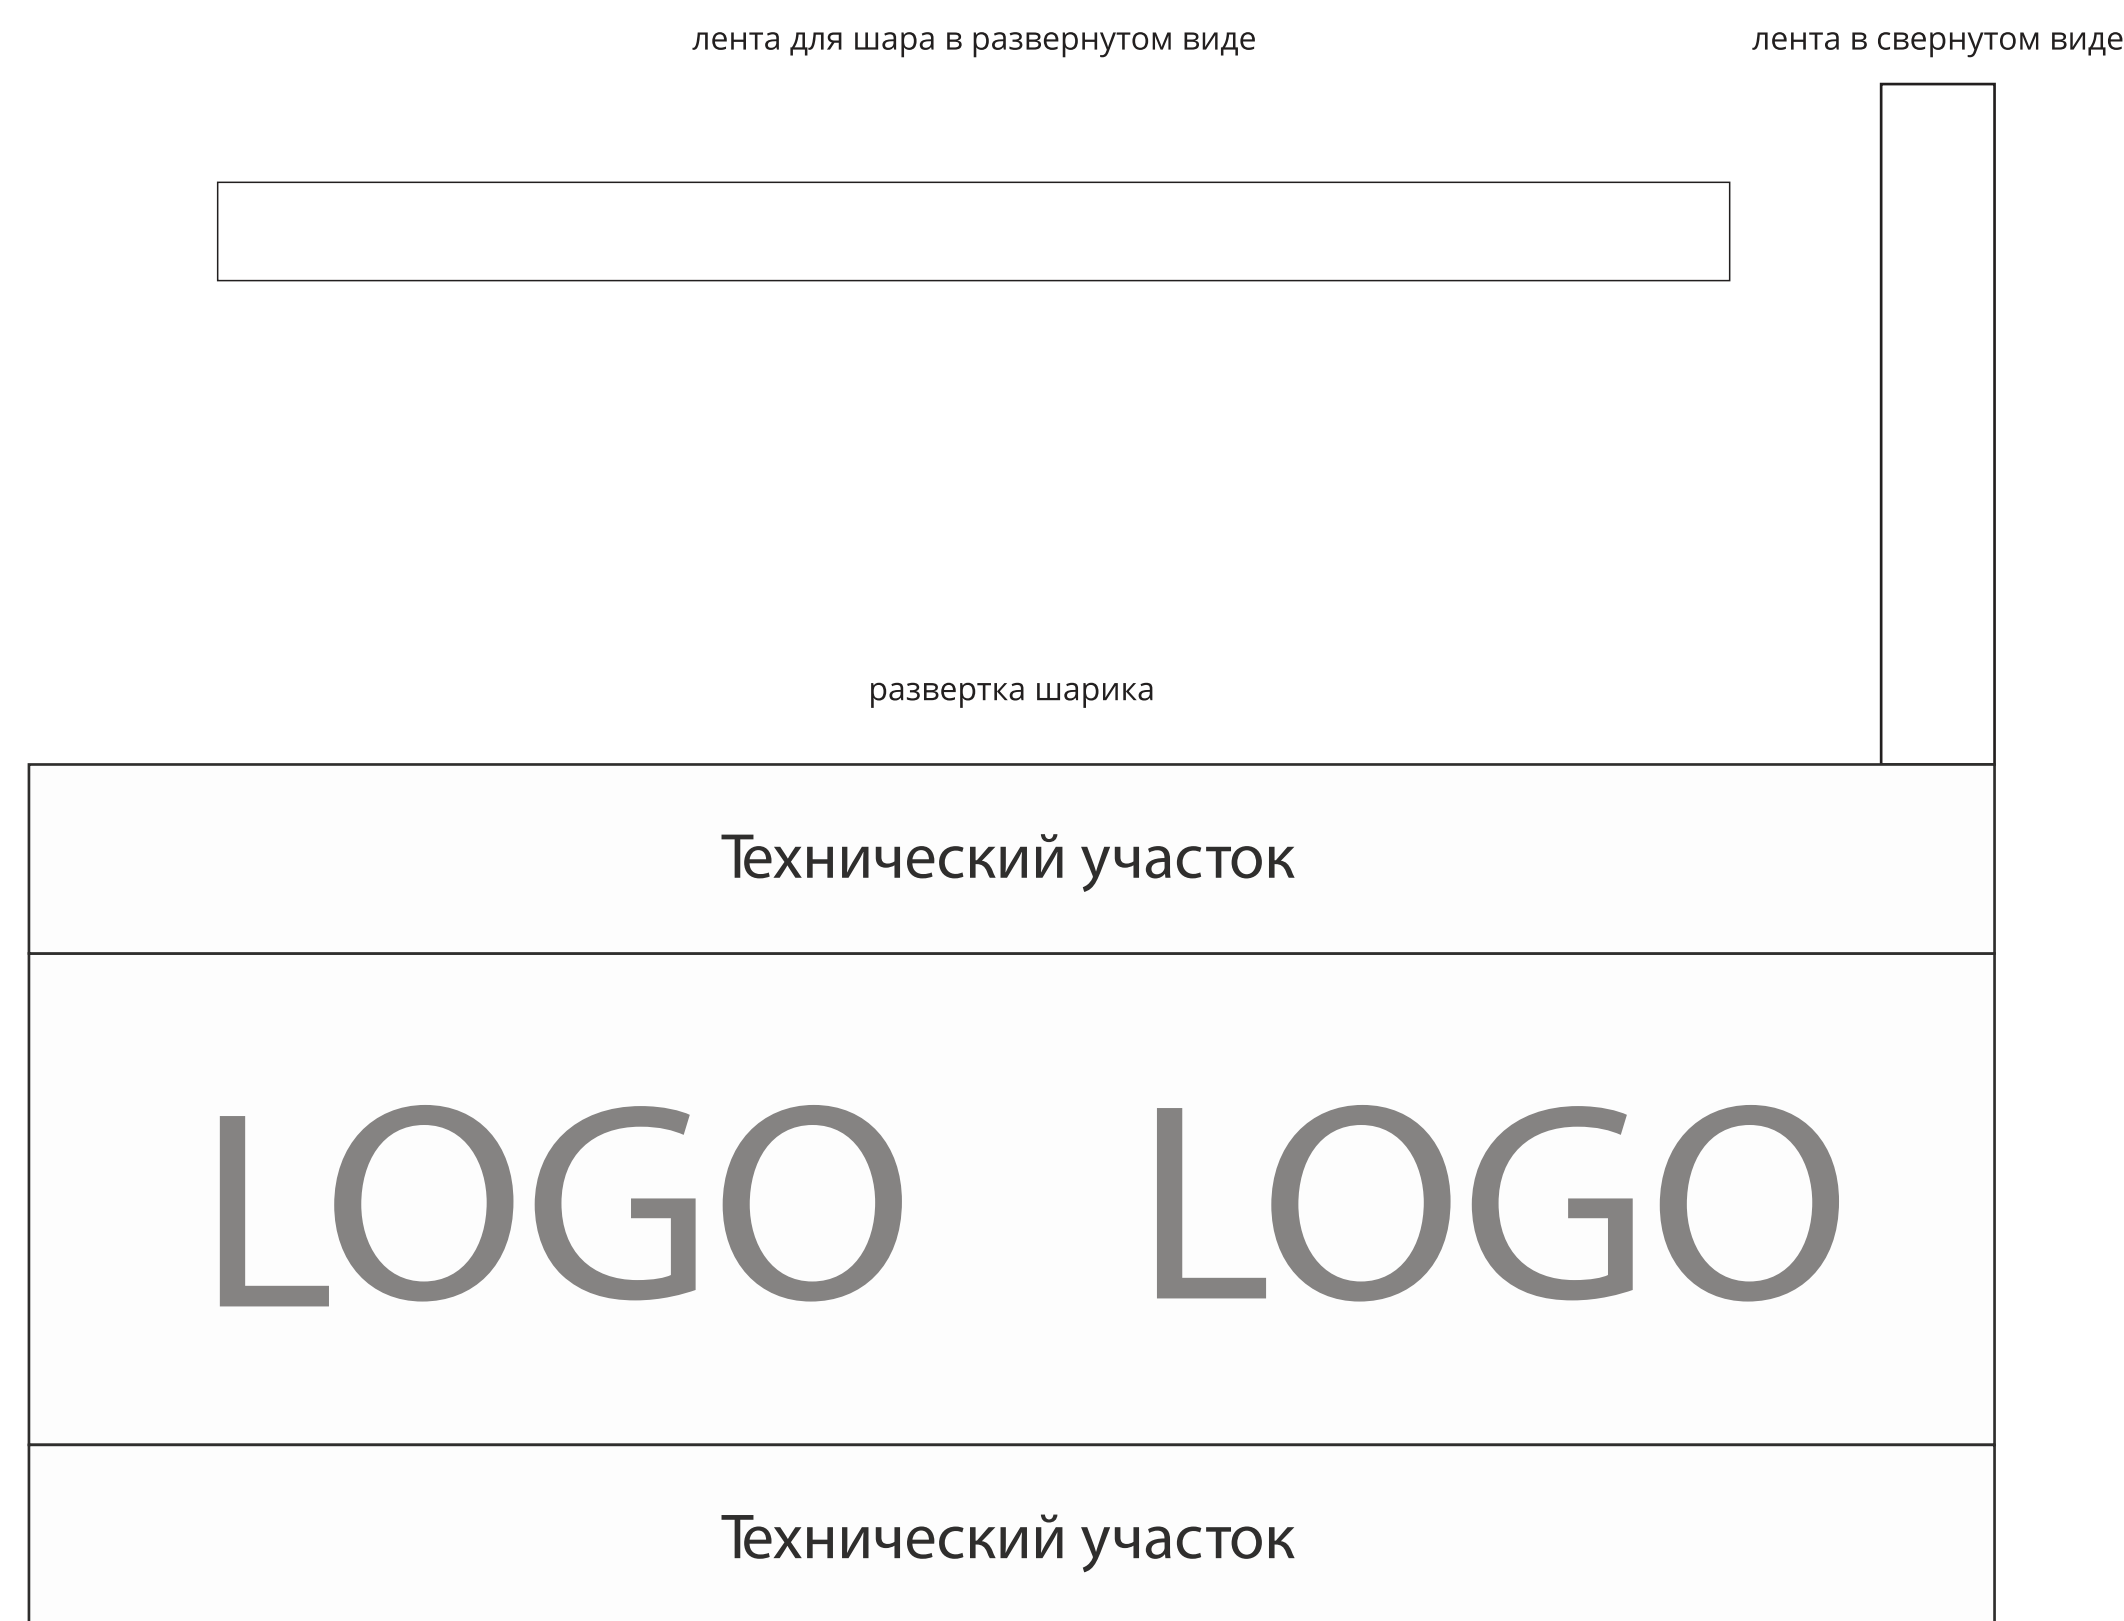 лента для шара в развернутом виде
лента в свернутом виде
развертка шарика
Технический участок
LOGO LOGO
Технический участок